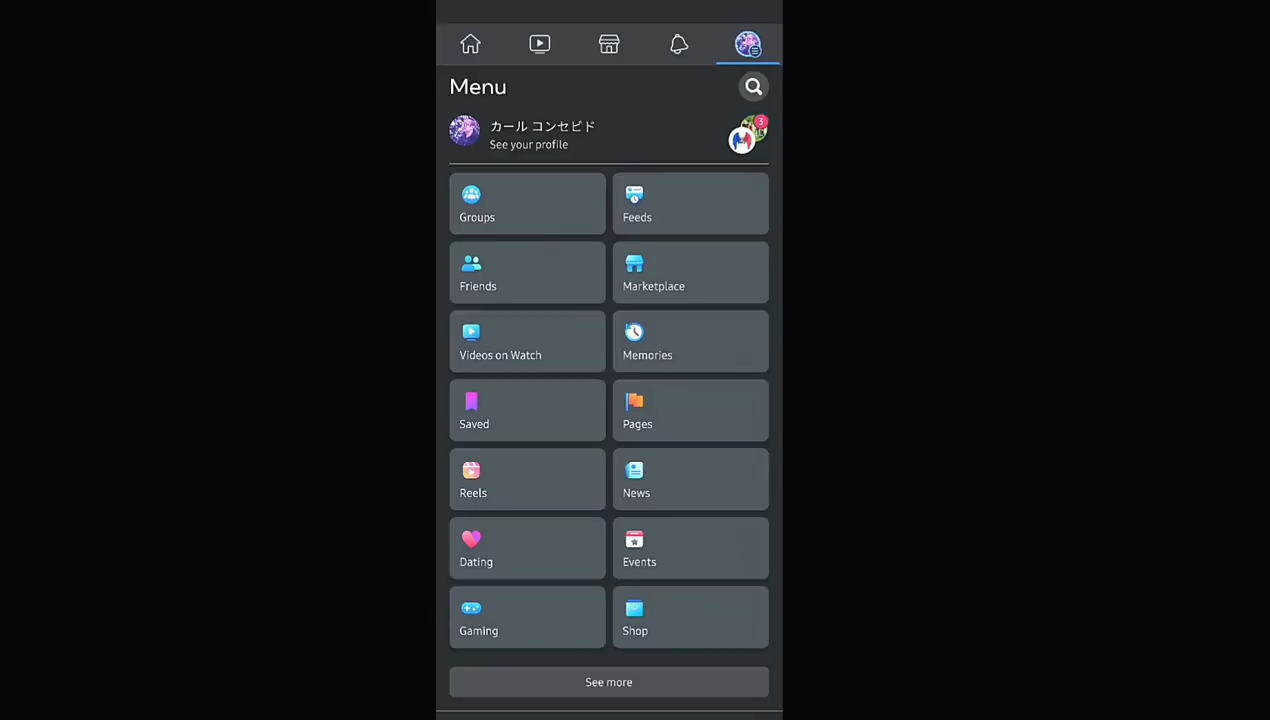 Menu
カール コンセビド
3
See your profile
Groups
Feeds
Friends
Marketplace
Videos on Watch
Memories
Saved
Pages
Reels
News
Dating
Events
Gaming
Shop
See more